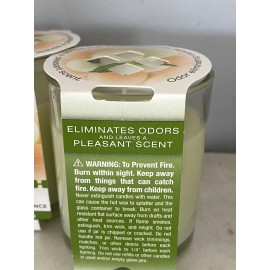 Scent
Odor elimi
ELIMINATES ODORS
AND LEAVES A
PLEASANT SCENT
NCE
⚠ WARNING: To Prevent Fire.
Burn within sight. Keep away
from things that can catch
fire. Keep away from children.
Never extinguish candles with water. This
can cause the hot wax to splatter and the
glass container to break. Burn on heat
resistant flat surface away from drafts and
other heat sources. If flame smokes,
extinguish, trim wick, and relight. Do not
use if jar is chipped or cracked. Do not
handle hot jar. Remove wick trimmings,
matches, or other debris before each
lighting. Trim wick to 1/8" before each
lighting. Do not use refills or other candles
in used and/or empty glass jars.